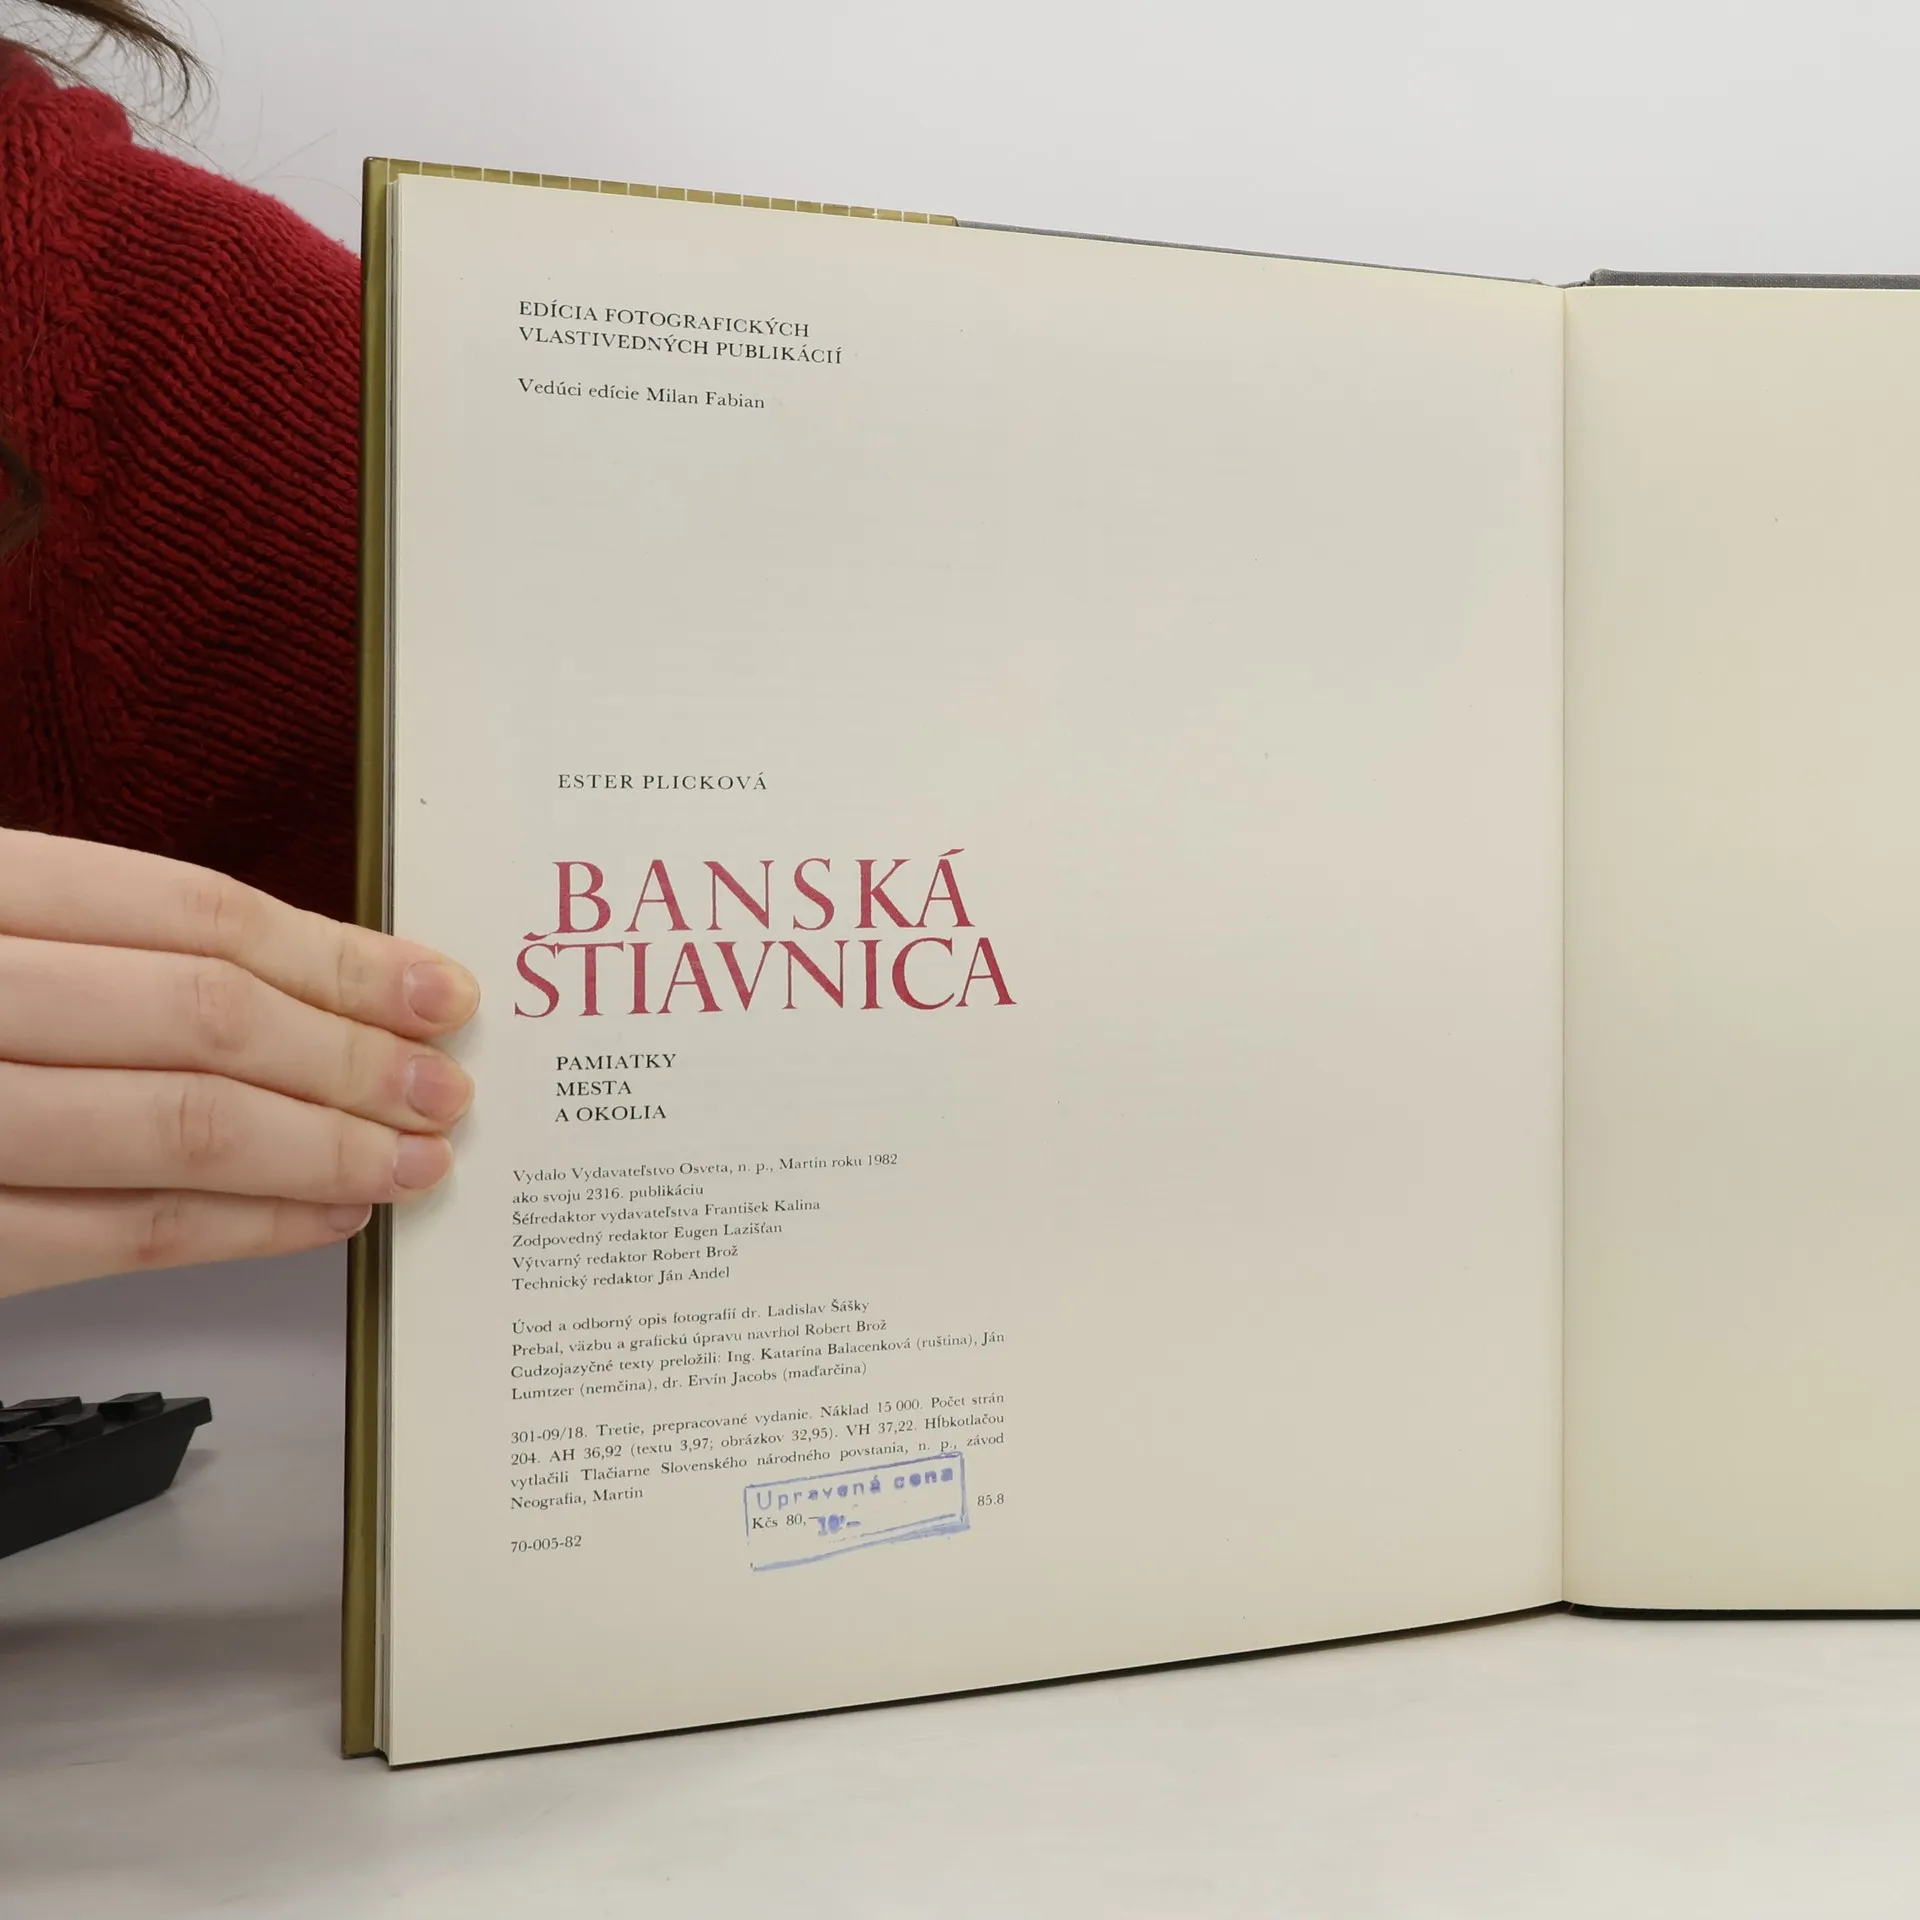 EDÍCIA FOTOGRAFICKÝCH
VLASTIVEDNÝCH PUBLIKÁCIÍ
Vedúci edície Milan Fabian
ESTER PLICKOVÁ
BANSKÁ
ŠTIAVNICA
PAMIATKY
MESTA
A OKOLIA
Vydalo Vydavateľstvo Osveta, n. p., Martin roku 1982
ako svoju 2316. publikáciu
Šéfredaktor vydavateľstva František Kalina
Zodpovedný redaktor Eugen Lazišťan
Výtvarný redaktor Robert Brož
Technický redaktor Ján Andel
Úvod a odborný opis fotografií dr. Ladislav Šášky
Prebal, väzbu a grafickú úpravu navrhol Robert Brož
Cudzojazyčné texty preložili: Ing. Katarína Balacenková (ruština), Ján
Lumtzer (nemčina), dr. Ervín Jacobs (maďarčina)
301-09/18. Tretie, prepracované vydanie. Náklad 15 000. Počet strán
204. AH 36,92 (textu 3,97; obrázkov 32,95). VH 37,22. Hĺbkotlačou
vytlačili Tlačiarne Slovenského národného povstania, n. p., závod
Neografia, Martin
Upravená cena
Kčs 80,— 10'—
85.8
70-005-82